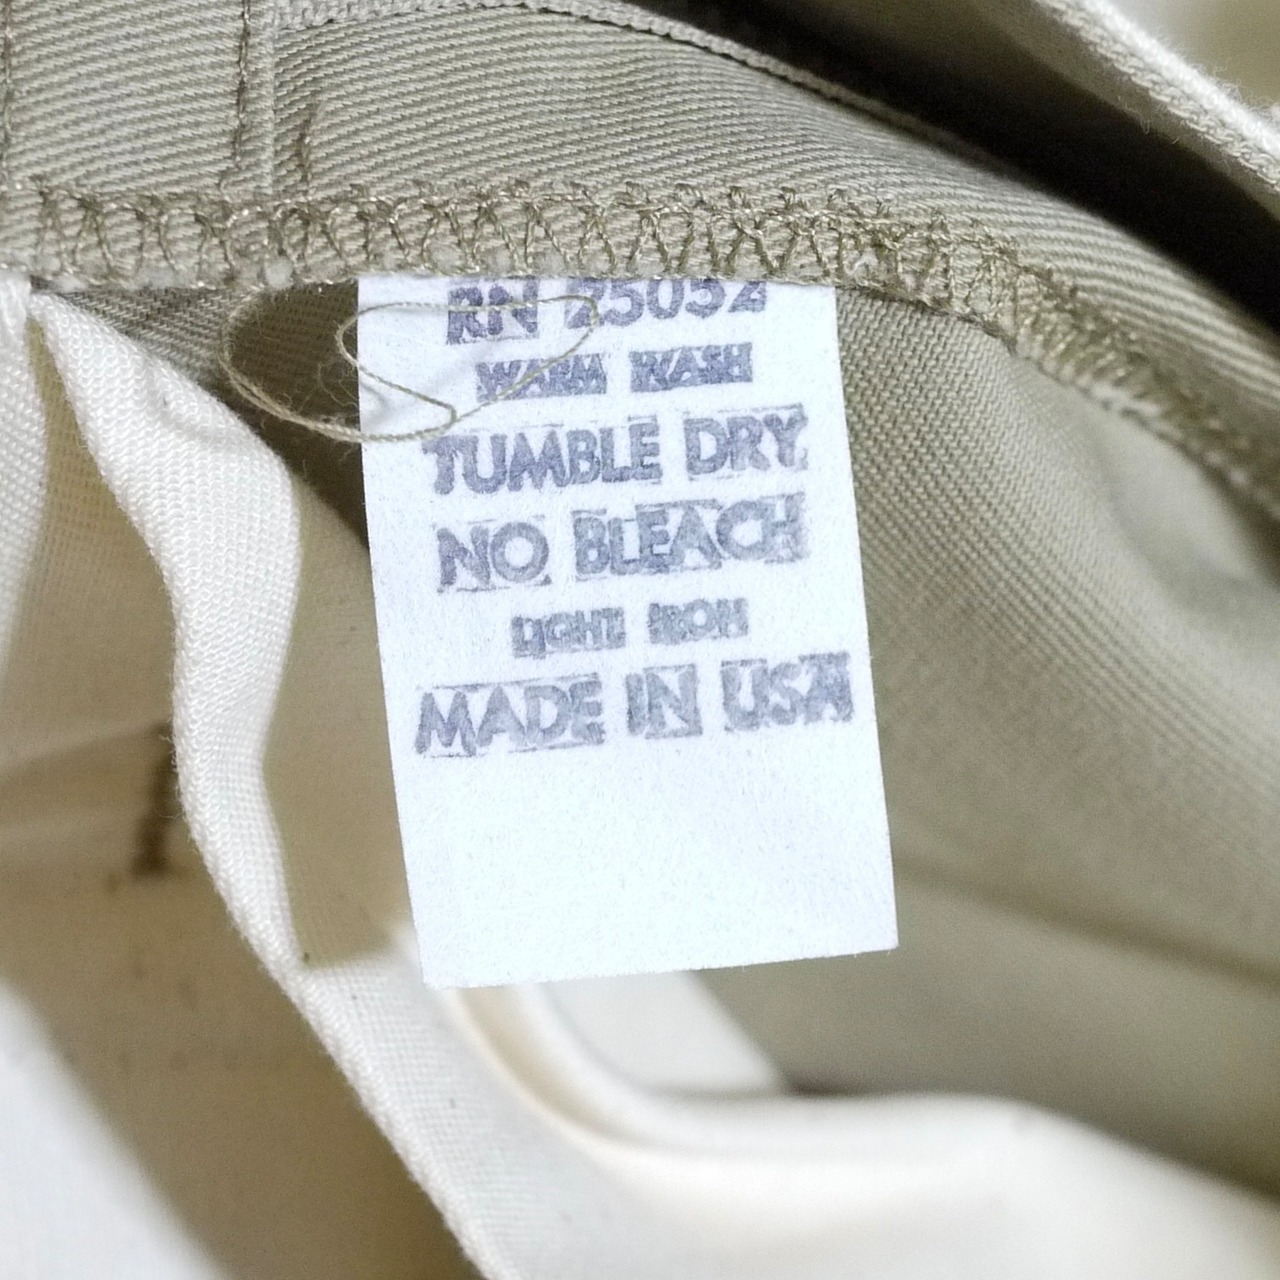 RN 25052
WARM WASH
TUMBLE DRY
NO BLEACH
LIGHT IRON
MADE IN USA